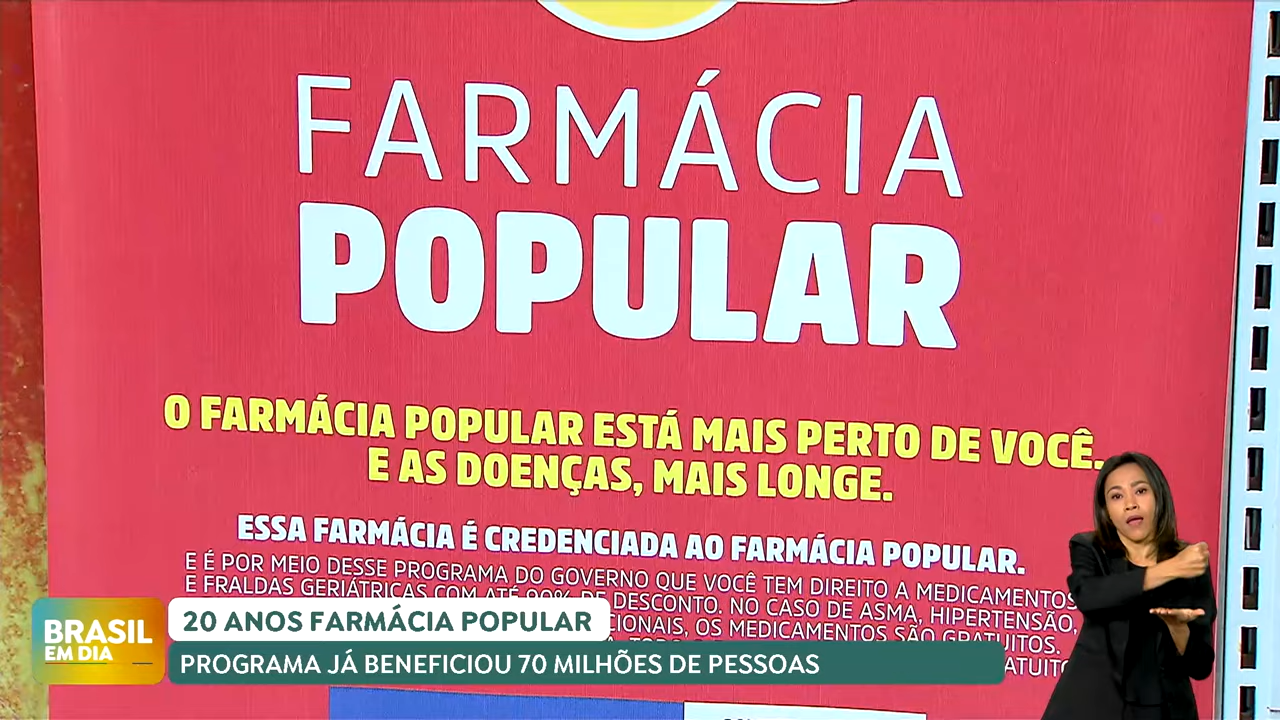 FARMÁCIA
POPULAR
O FARMÁCIA POPULAR ESTÁ MAIS PERTO DE VOCÊ.
E AS DOENÇAS, MAIS LONGE.
ESSA FARMÁCIA É CREDENCIADA AO FARMÁCIA POPULAR.
E É POR MEIO DESSE PROGRAMA DO GOVERNO QUE VOCÊ TEM DIREITO A MEDICAMENTOS
E FRALDAS GERIÁTRICAS COM ATÉ 90% DE DESCONTO. NO CASO DE ASMA, HIPERTENSÃO,
OS MEDICAMENTOS SÃO GRATUITOS.
BRASIL
EM DIA
20 ANOS FARMÁCIA POPULAR
PROGRAMA JÁ BENEFICIOU 70 MILHÕES DE PESSOAS